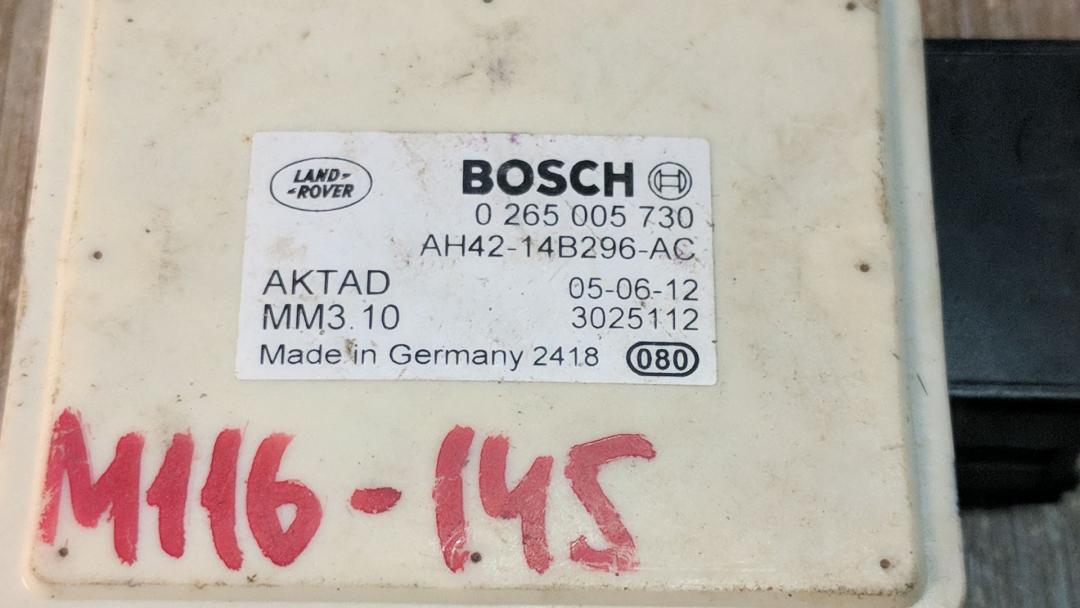 LAND-
-ROVER
BOSCH
0 265 005 730
AH42-14B296-AC
AKTAD 05-06-12
MM3.10 3025112
Made in Germany 2418 080
M116-145